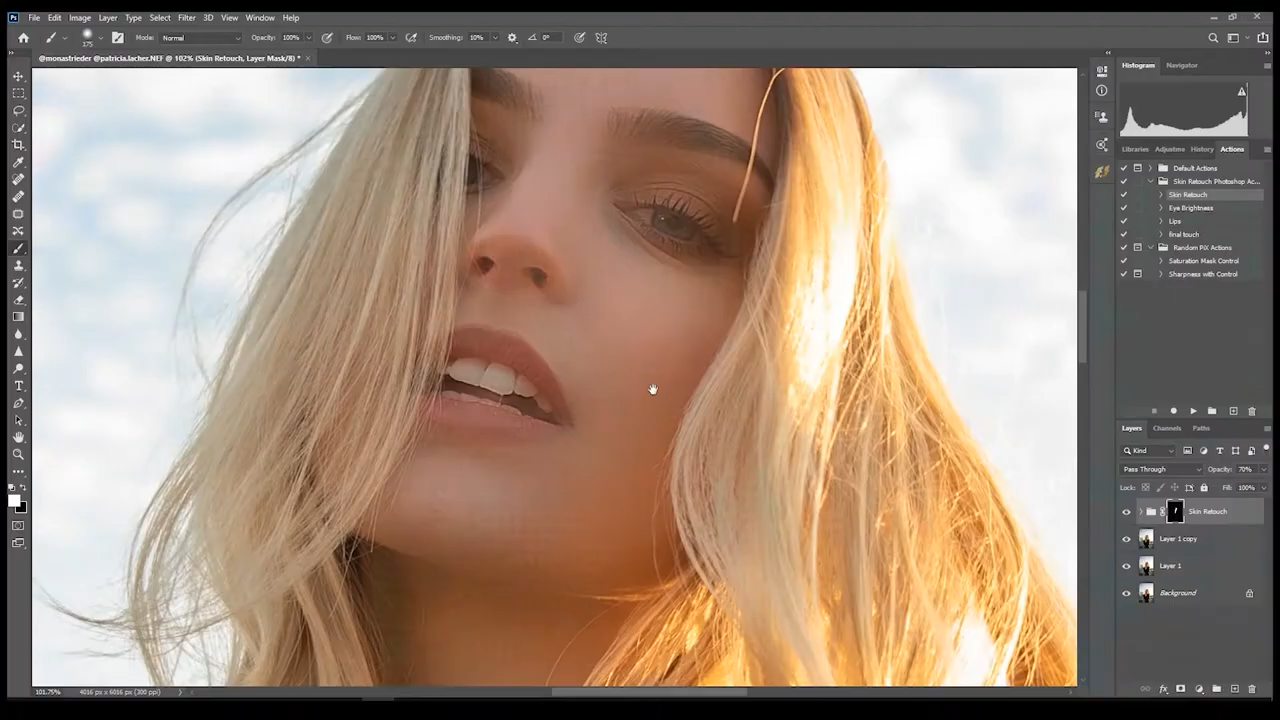 Ps File Edit Image Layer Type Select Filter 3D View Window Help
175 Mode: Normal Opacity: 100% Flow: 100% Smoothing: 10% 0°
@monastrieder @patricia.lacher.NEF @ 102% (Skin Retouch, Layer Mask/8) * ×
Histogram Navigator
Libraries Adjustme History Actions
Default Actions
Skin Retouch Photoshop Ac...
Skin Retouch
Eye Brightness
Lips
final touch
Random PiX Actions
Saturation Mask Control
Sharpness with Control
Layers Channels Paths
Kind
Pass Through Opacity: 70%
Lock: Fill: 100%
Skin Retouch
Layer 1 copy
Layer 1
Background
101.75% 4016 px x 6016 px (300 ppi)